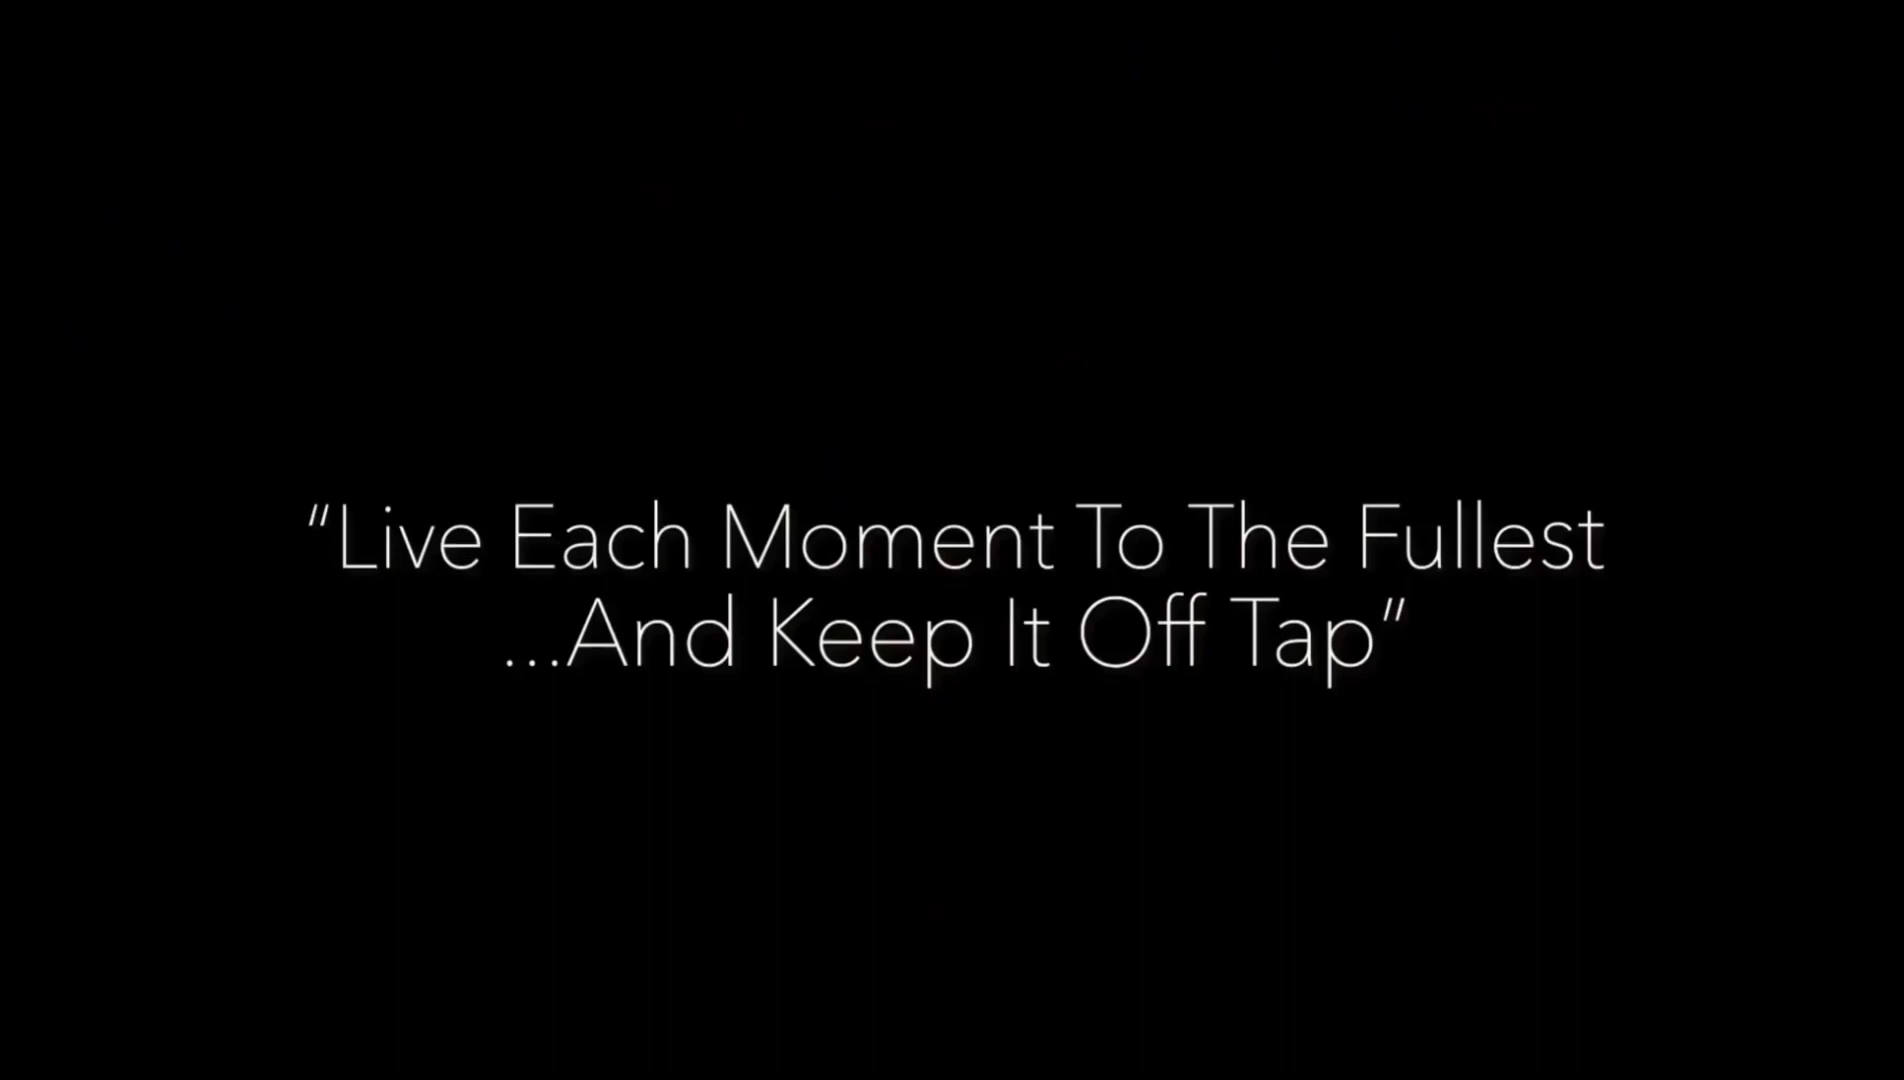 “Live Each Moment To The Fullest
...And Keep It Off Tap”